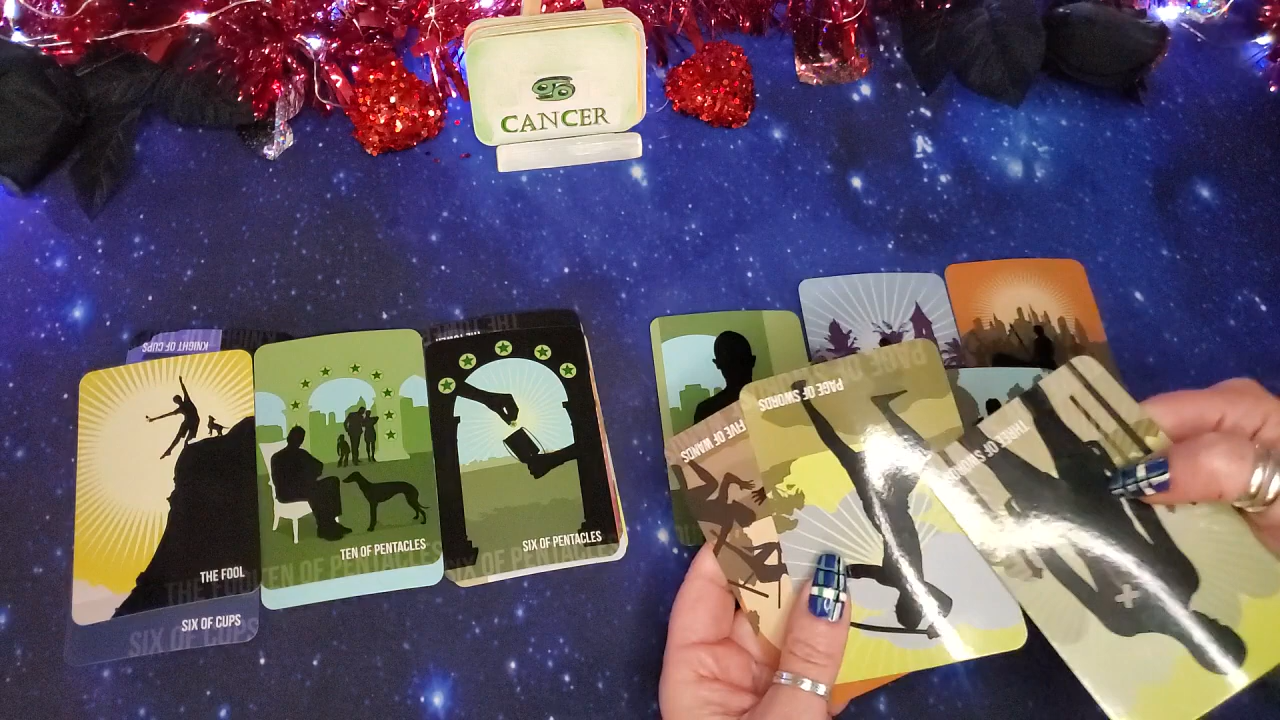 CANCER
KNIGHT OF CUPS
THE FOOL
SIX OF CUPS
TEN OF PENTACLES
SIX OF PENTACLES
FIVE OF WANDS
PAGE OF SWORDS
THREE OF SWORDS